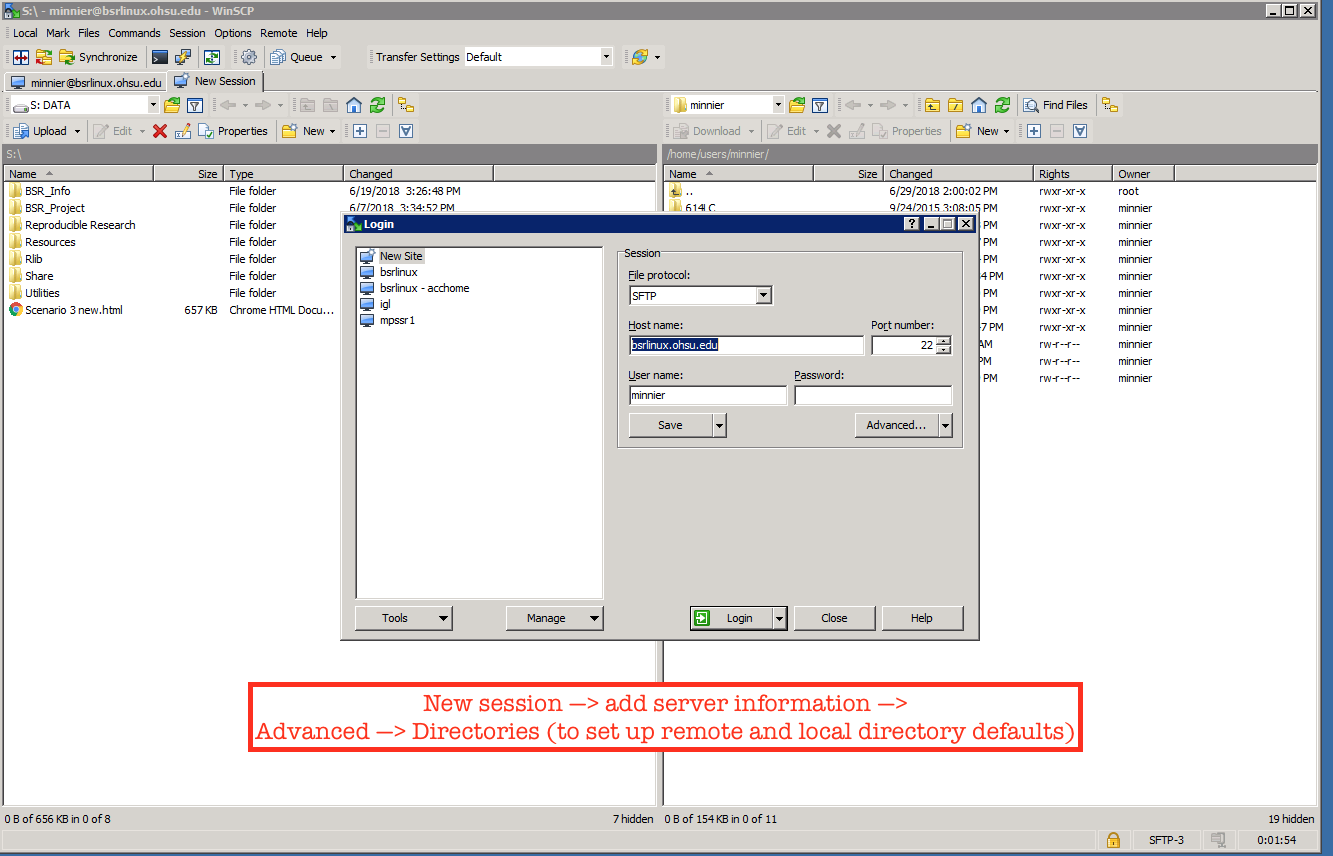 S:\ - minnier@bsrlinux.ohsu.edu - WinSCP
Local Mark Files Commands Session Options Remote Help
Synchronize Queue Transfer Settings Default
minnier@bsrlinux.ohsu.edu New Session
S: DATA
Upload Edit Properties New
S:\
Name Size Type Changed
BSR_Info File folder 6/19/2018 3:26:48 PM
BSR_Project File folder 6/7/2018 3:34:52 PM
Reproducible Research File folder
Resources File folder
Rlib File folder
Share File folder
Utilities File folder
Scenario 3 new.html 657 KB Chrome HTML Docu...
minnier Find Files
Download Edit Properties New
/home/users/minnier/
Name Size Changed Rights Owner
.. 6/29/2018 2:00:02 PM rwxr-xr-x root
614LC 9/24/2015 3:08:05 PM rwxr-xr-x minnier
PM rwxr-xr-x minnier
PM rwxr-xr-x minnier
PM rwxr-xr-x minnier
4 PM rwxr-xr-x minnier
PM rwxr-xr-x minnier
PM rwxr-xr-x minnier
7 PM rwxr-xr-x minnier
AM rw-r--r-- minnier
PM rw-r--r-- minnier
PM rw-r--r-- minnier
Login
New Site
bsrlinux
bsrlinux - acchome
igl
mpssr1
Session
File protocol:
SFTP
Host name: Port number:
bsrlinux.ohsu.edu 22
User name: Password:
minnier
Save Advanced...
Tools Manage Login Close Help
New session —> add server information —>
Advanced —> Directories (to set up remote and local directory defaults)
0 B of 656 KB in 0 of 8 7 hidden 0 B of 154 KB in 0 of 11 19 hidden
SFTP-3 0:01:54